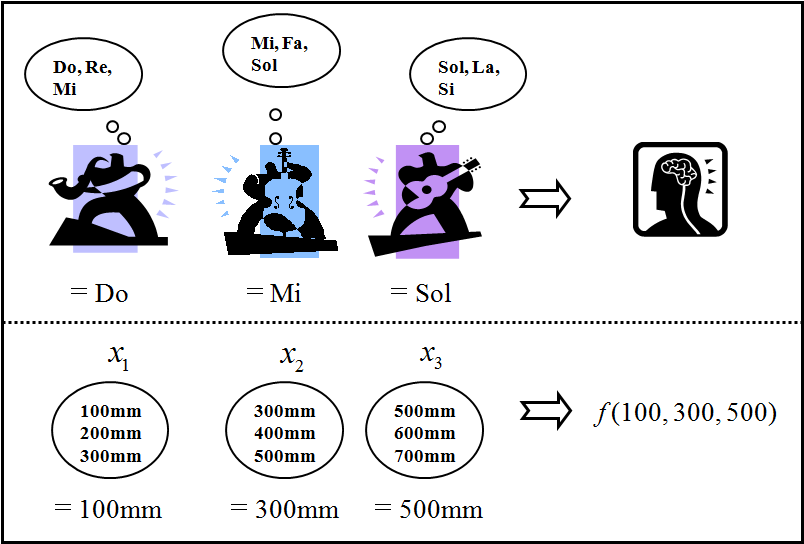 Do, Re,
Mi
Mi, Fa,
Sol
Sol, La,
Si
= Do
= Mi
= Sol
x₁
x₂
x₃
100mm
200mm
300mm
300mm
400mm
500mm
500mm
600mm
700mm
f(100, 300, 500)
= 100mm
= 300mm
= 500mm